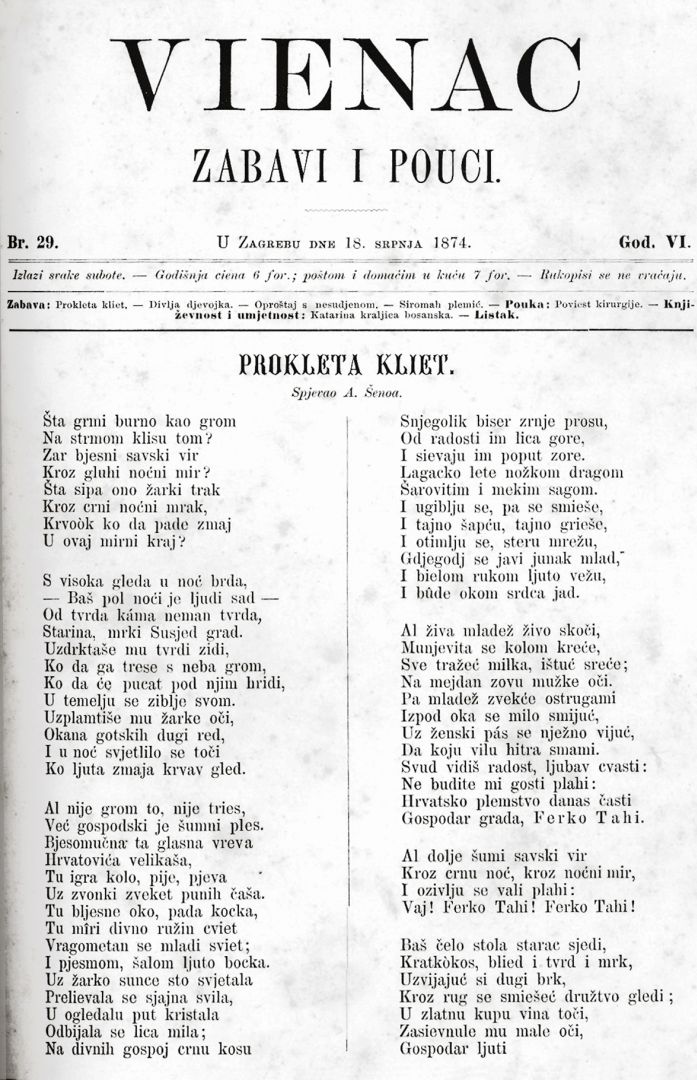 VIENAC
ZABAVI I POUCI.
Br. 29.
U Zagrebu dne 18. srpnja 1874.
God. VI.
Izlazi svake subote. — Godišnja ciena 6 for.; poštom i domaćim u kuću 7 for. — Rukopisi se ne vraćaju.
Zabava: Prokleta kliet. — Divlja djevojka. — Oproštaj s nesudjenom. — Siromah plemić. — Pouka: Poviest kirurgije. — Knji-
ževnost i umjetnost: Katarina kraljica bosanska. — Listak.
PROKLETA KLIET.
Spjevao A. Šenoa.
Šta grmi burno kao grom
Na strmom klisu tom?
Zar bjesni savski vir
Kroz gluhi noćni mir?
Šta sipa ono žarki trak
Kroz crni noćni mrak,
Krvoòk ko da pade zmaj
U ovaj mirni kraj?
S visoka gleda u noć brda,
— Baš pol noći je ljudi sad —
Od tvrda káma neman tvrda,
Starina, mrki Susjed grad.
Uzdrktaše mu tvrdi zidi,
Ko da ga trese s neba grom,
Ko da će pucat pod njim hridi,
U temelju se ziblje svom.
Uzplamtiše mu žarke oči,
Okana gotskih dugi red,
I u noć svjetlilo se toči
Ko ljuta zmaja krvav gled.
Al nije grom to, nije tries,
Već gospodski je šumni ples.
Bjesomučna ta glasna vreva
Hrvatovića velikaša,
Tu igra kolo, pije, pjeva
Uz zvonki zveket punih čaša.
Tu bljesne oko, pada kocka,
Tu mîri divno ružin cviet
Vragometan se mladi sviet;
I pjesmom, šalom ljuto bocka.
Uz žarko sunce sto svjetala
Prelievala se sjajna svila,
U ogledalu put kristala
Odbijala se lica mila;
Na divnih gospoj crnu kosu
Snjegolik biser zrnje prosu,
Od radosti im lica gore,
I sievaju im poput zore.
Lagacko lete nožkom dragom
Šarovitim i mekim sagom.
I ugiblju se, pa se smieše,
I tajno šapću, tajno grieše,
I otimlju se, steru mrežu,
Gdjegodj se javi junak mlad,
I bielom rukom ljuto vežu,
I bûde okom srdca jad.
Al živa mladež živo skoči,
Munjevita se kolom kreće,
Sve tražeć milka, ištuć sreće;
Na mejdan zovu mužke oči.
Pa mladež zvekće ostrugami
Izpod oka se milo smijuć,
Uz ženski pás se nježno vijuć,
Da koju vilu hitra smami.
Svud vidiš radost, ljubav cvasti:
Ne budite mi gosti plahi:
Hrvatsko plemstvo danas časti
Gospodar grada, Ferko Tahi.
Al dolje šumi savski vir
Kroz crnu noć, kroz noćni mir,
I ozivlju se vali plahi:
Vaj! Ferko Tahi! Ferko Tahi!
Baš čelo stola starac sjedi,
Kratkòkos, blied i tvrd i mrk,
Uzvijajuć si dugi brk,
Kroz rug se smiešeć družtvo gledi;
U zlatnu kupu vina toči,
Zasievnule mu male oči,
Gospodar ljuti